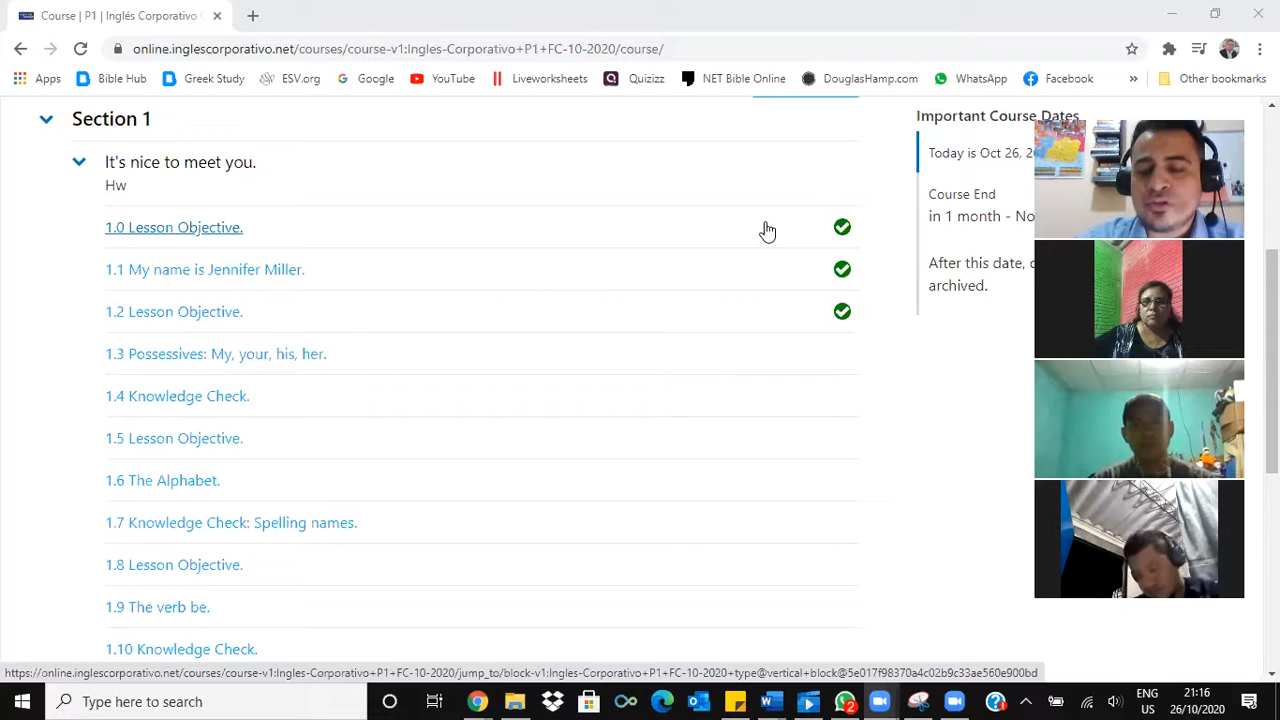 Course | P1 | Inglés Corporativo
online.inglescorporativo.net/courses/course-v1:Ingles-Corporativo+P1+FC-10-2020/course/
Apps Bible Hub Greek Study ESV.org Google YouTube Liveworksheets Quizizz NET Bible Online DouglasHamp.com WhatsApp Facebook » Other bookmarks
Section 1
It's nice to meet you.
Hw
1.0 Lesson Objective.
1.1 My name is Jennifer Miller.
1.2 Lesson Objective.
1.3 Possessives: My, your, his, her.
1.4 Knowledge Check.
1.5 Lesson Objective.
1.6 The Alphabet.
1.7 Knowledge Check: Spelling names.
1.8 Lesson Objective.
1.9 The verb be.
1.10 Knowledge Check.
Important Course Dates
Today is Oct 26,
Course End
in 1 month - No
After this date,
archived.
https://online.inglescorporativo.net/courses/course-v1:Ingles-Corporativo+P1+FC-10-2020/jump_to/block-v1:Ingles-Corporativo+P1+FC-10-2020+type@vertical+block@5e017f98370a4c02b9c33ae560e900bd
Type here to search
2
ENG
US
21:16
26/10/2020